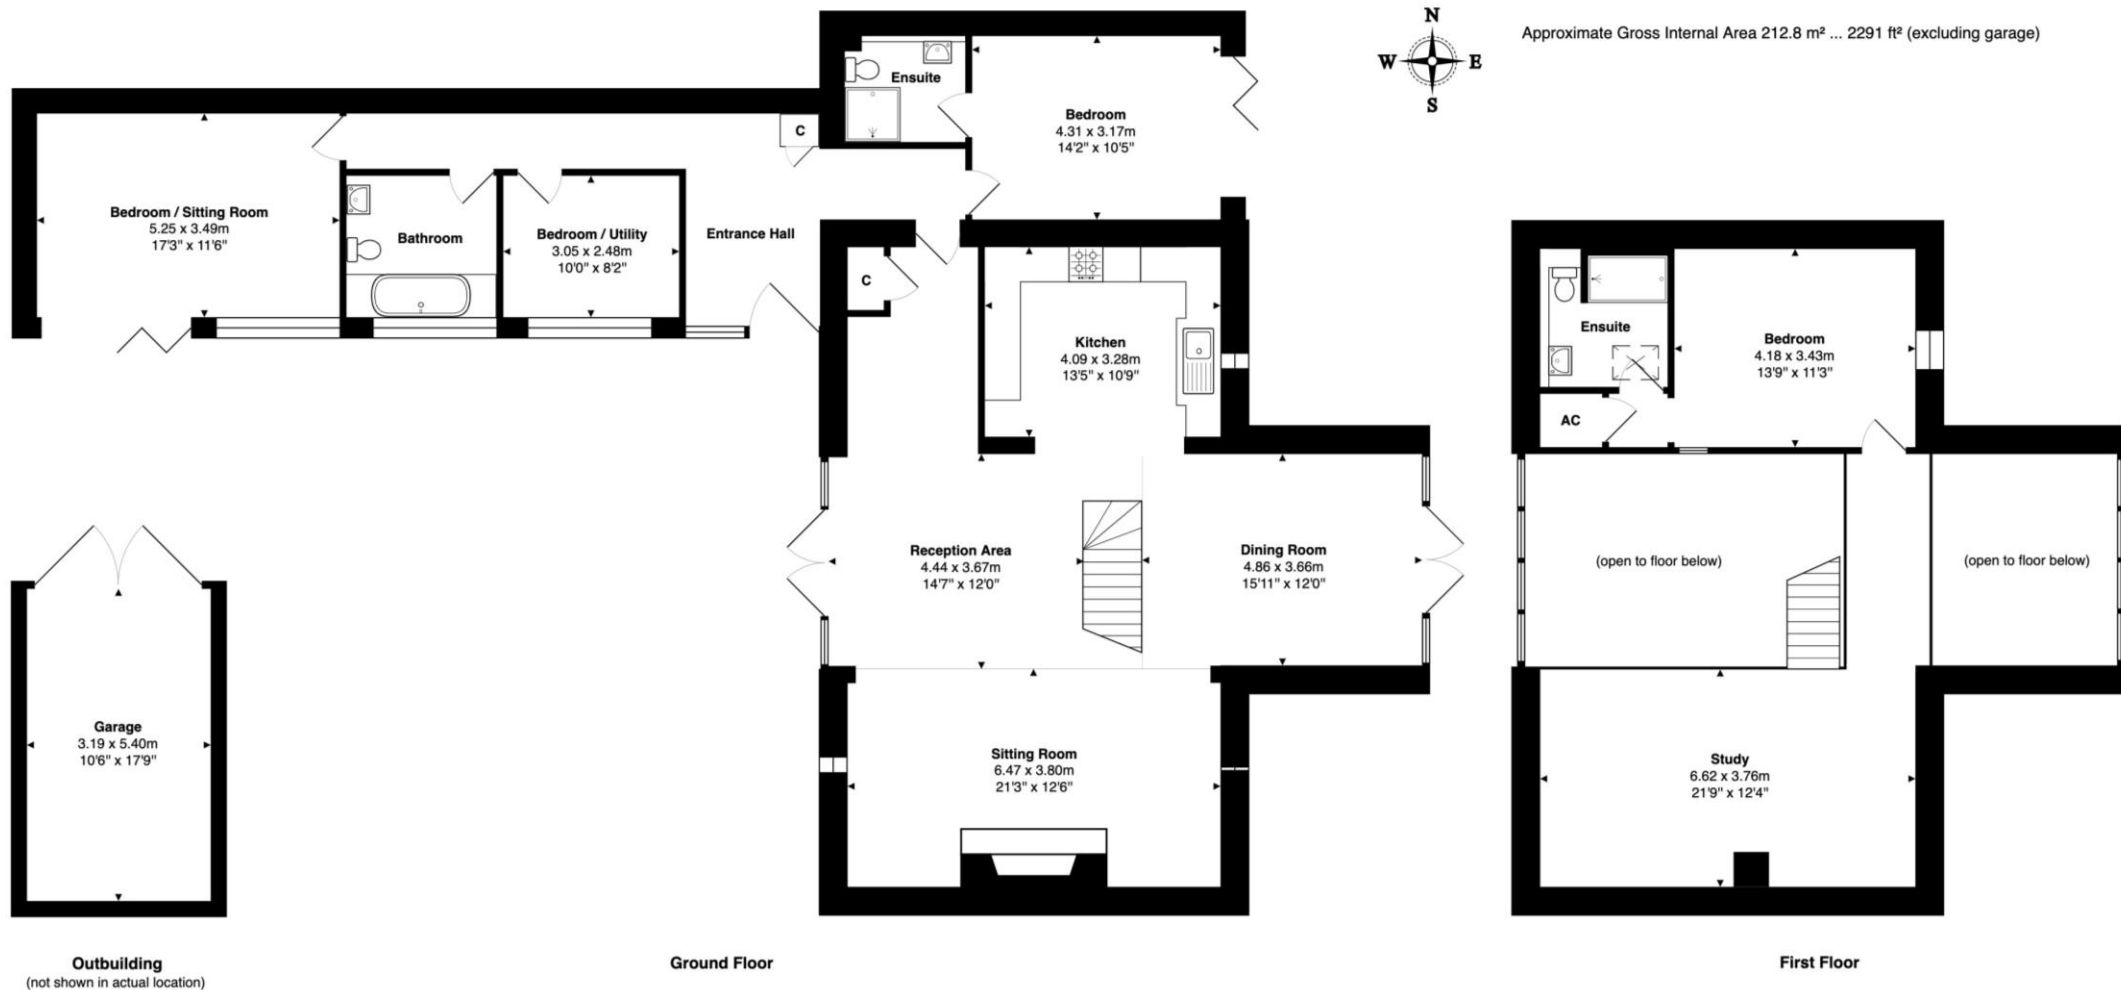 N
W E
S
Approximate Gross Internal Area 212.8 m² ... 2291 ft² (excluding garage)
Ensuite
Bedroom
4.31 x 3.17m
14'2" x 10'5"
C
Bedroom / Sitting Room
5.25 x 3.49m
17'3" x 11'6"
Bathroom
Bedroom / Utility
3.05 x 2.48m
10'0" x 8'2"
Entrance Hall
C
Kitchen
4.09 x 3.28m
13'5" x 10'9"
Reception Area
4.44 x 3.67m
14'7" x 12'0"
Dining Room
4.86 x 3.66m
15'11" x 12'0"
Sitting Room
6.47 x 3.80m
21'3" x 12'6"
Garage
3.19 x 5.40m
10'6" x 17'9"
Ensuite
Bedroom
4.18 x 3.43m
13'9" x 11'3"
AC
(open to floor below)
(open to floor below)
Study
6.62 x 3.76m
21'9" x 12'4"
Outbuilding
(not shown in actual location)
Ground Floor
First Floor